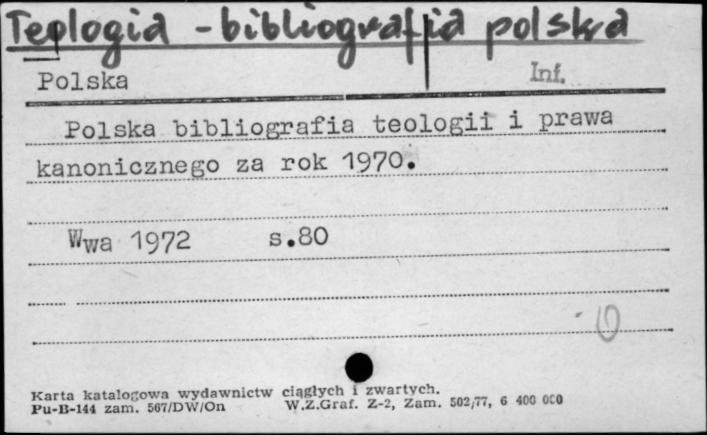 Teologia - bibliografia polska
Polska Inf.
Polska bibliografia teologii i prawa
kanonicznego za rok 1970.
Wwa 1972 s.80
10
Karta katalogowa wydawnictw ciągłych i zwartych.
Pu-B-144 zam. 567/DW/On W.Z.Graf. Z-2, Zam. 502/77, 6 400 000